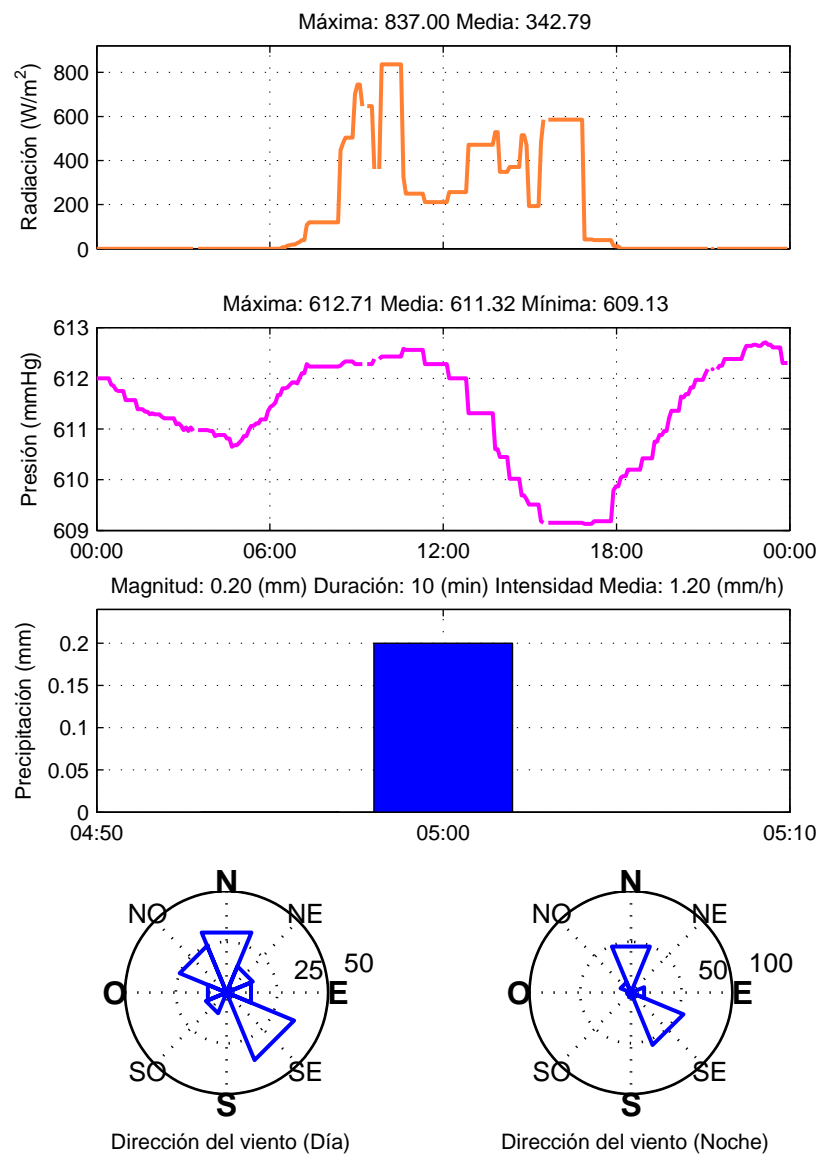 Máxima: 837.00 Media: 342.79
Radiación (W/m²)
800
600
400
200
0
Máxima: 612.71 Media: 611.32 Mínima: 609.13
Presión (mmHg)
613
612
611
610
609
00:00 06:00 12:00 18:00 00:00
Magnitud: 0.20 (mm) Duración: 10 (min) Intensidad Media: 1.20 (mm/h)
Precipitación (mm)
0.2
0.15
0.1
0.05
0
04:50 05:00 05:10
N
NO NE
25 50
O E
SO SE
S
Dirección del viento (Día)
N
NO NE
50 100
O E
SO SE
S
Dirección del viento (Noche)